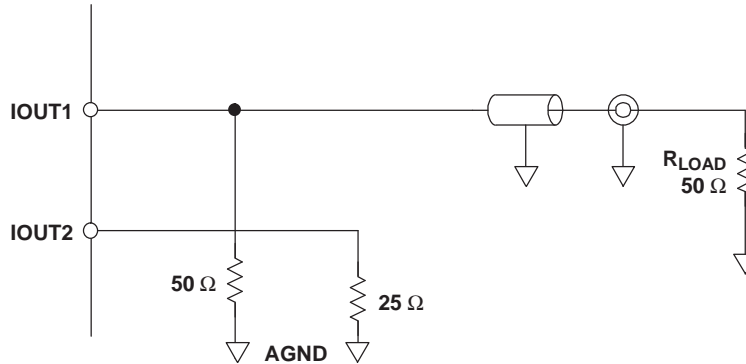 IOUT1
R_LOAD
50 Ω
IOUT2
50 Ω
25 Ω
AGND